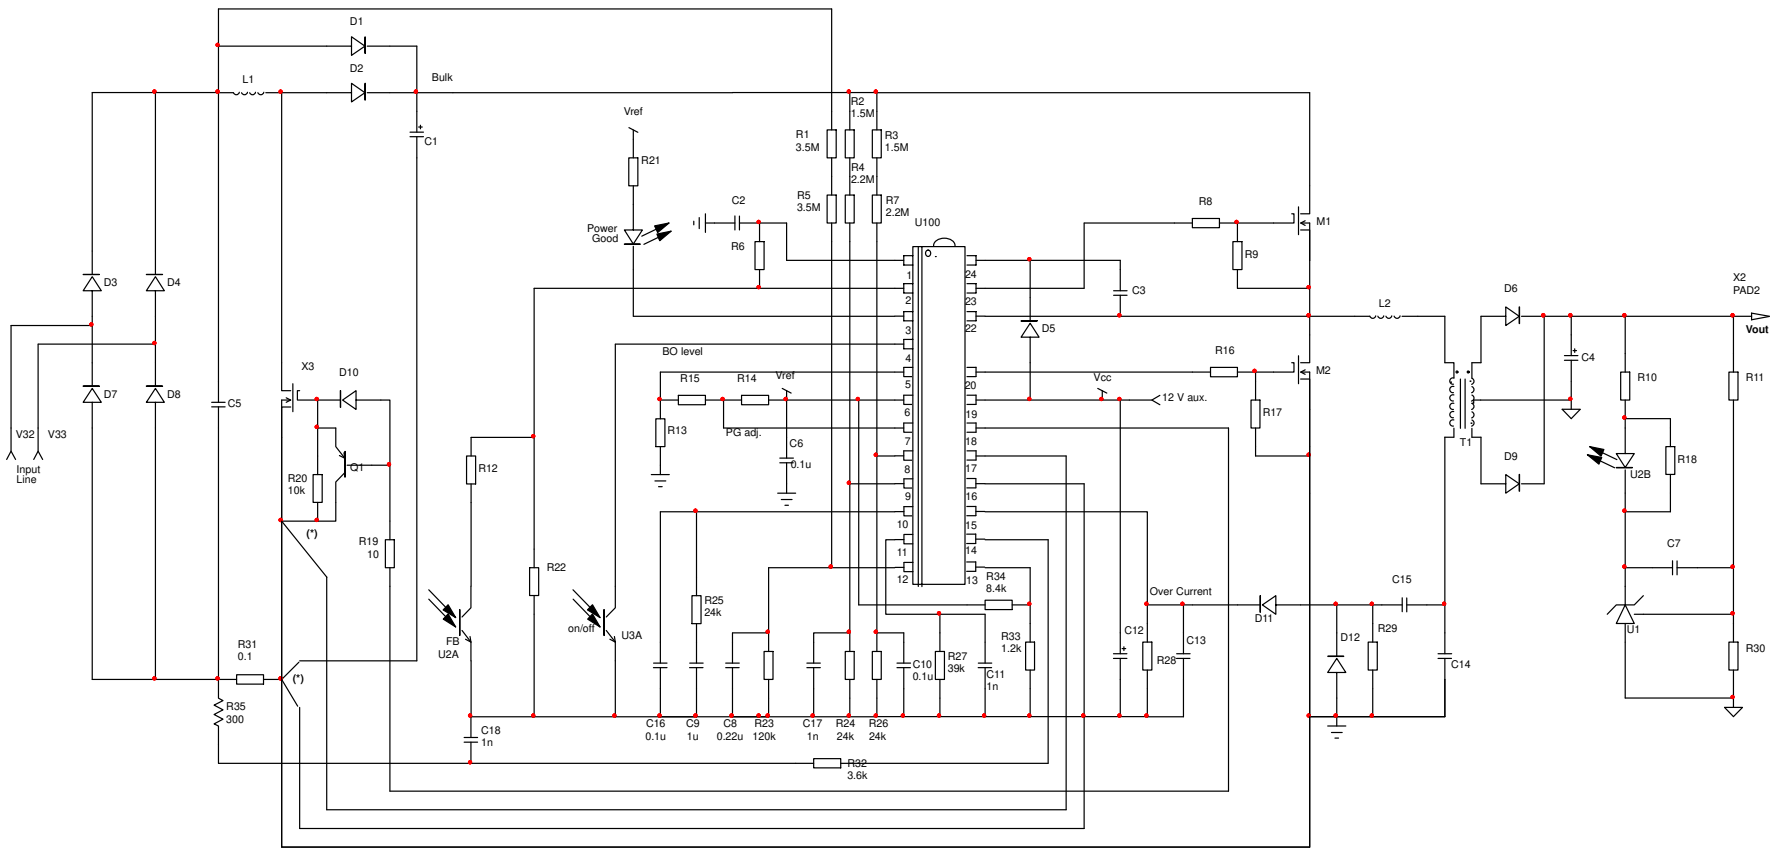 D1
D2
Bulk
L1
C1
Vref
R21
R2
1.5M
R1
3.5M
R3
1.5M
R4
2.2M
R5
3.5M
R7
2.2M
C2
Power
Good
R6
U100
R8
M1
R9
1
24
2
23
3
22
4
5
20
6
19
7
18
8
17
9
16
10
15
11
14
12
13
D3
D4
C3
D5
L2
D6
X2
PAD2
Vout
C4
BO level
X3
D10
R15
R14
Vref
R16
M2
Vcc
12 V aux.
R10
R11
D7
D8
C5
R13
PG adj.
C6
0.1u
R17
T1
V32
V33
Input
Line
R20
10k
Q1
R12
D9
U2B
R18
(*)
R19
10
R22
R34
8.4k
C7
FB
U2A
on/off
U3A
R25
24k
Over Current
D11
C15
U1
R31
0.1
(*)
C10
0.1u
R27
39k
C11
1n
R33
1.2k
C12
R28
C13
D12
R29
C14
R30
R35
300
C18
1n
C16
0.1u
C9
1u
C8
0.22u
R23
120k
C17
1n
R24
24k
R26
24k
R32
3.6k